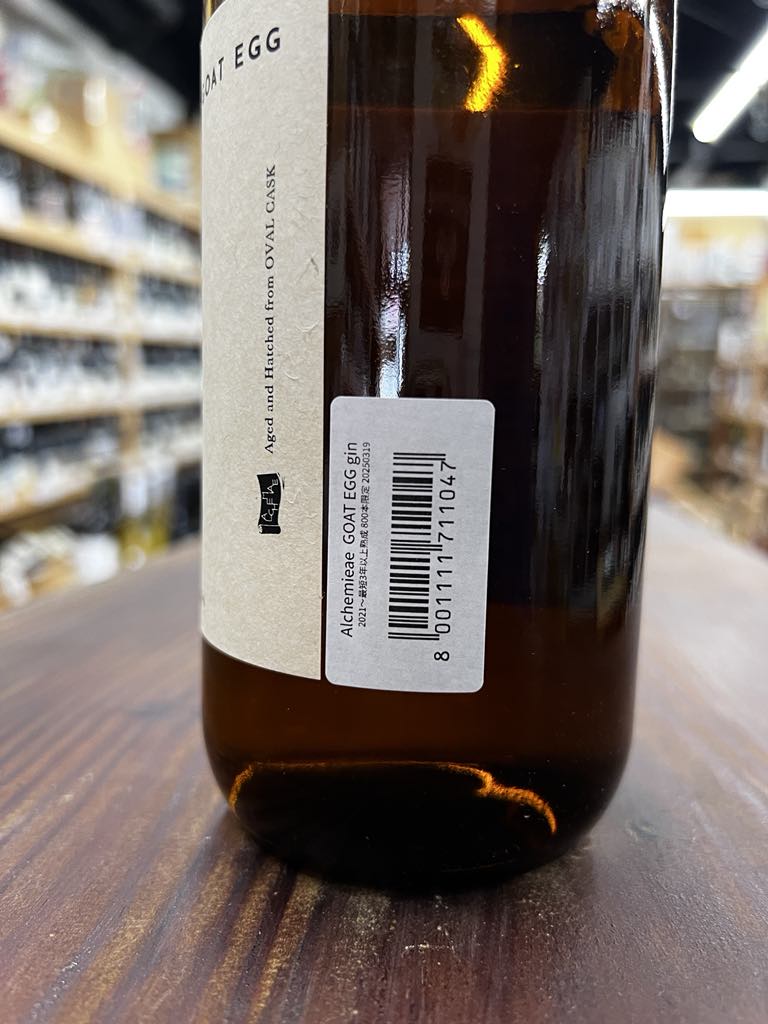 GOAT EGG
Aged and Hatched from OVAL CASK
Alchemieae GOAT EGG gin
2021～最短3年以上熟成 800本限定 20250319
8 001111 711047